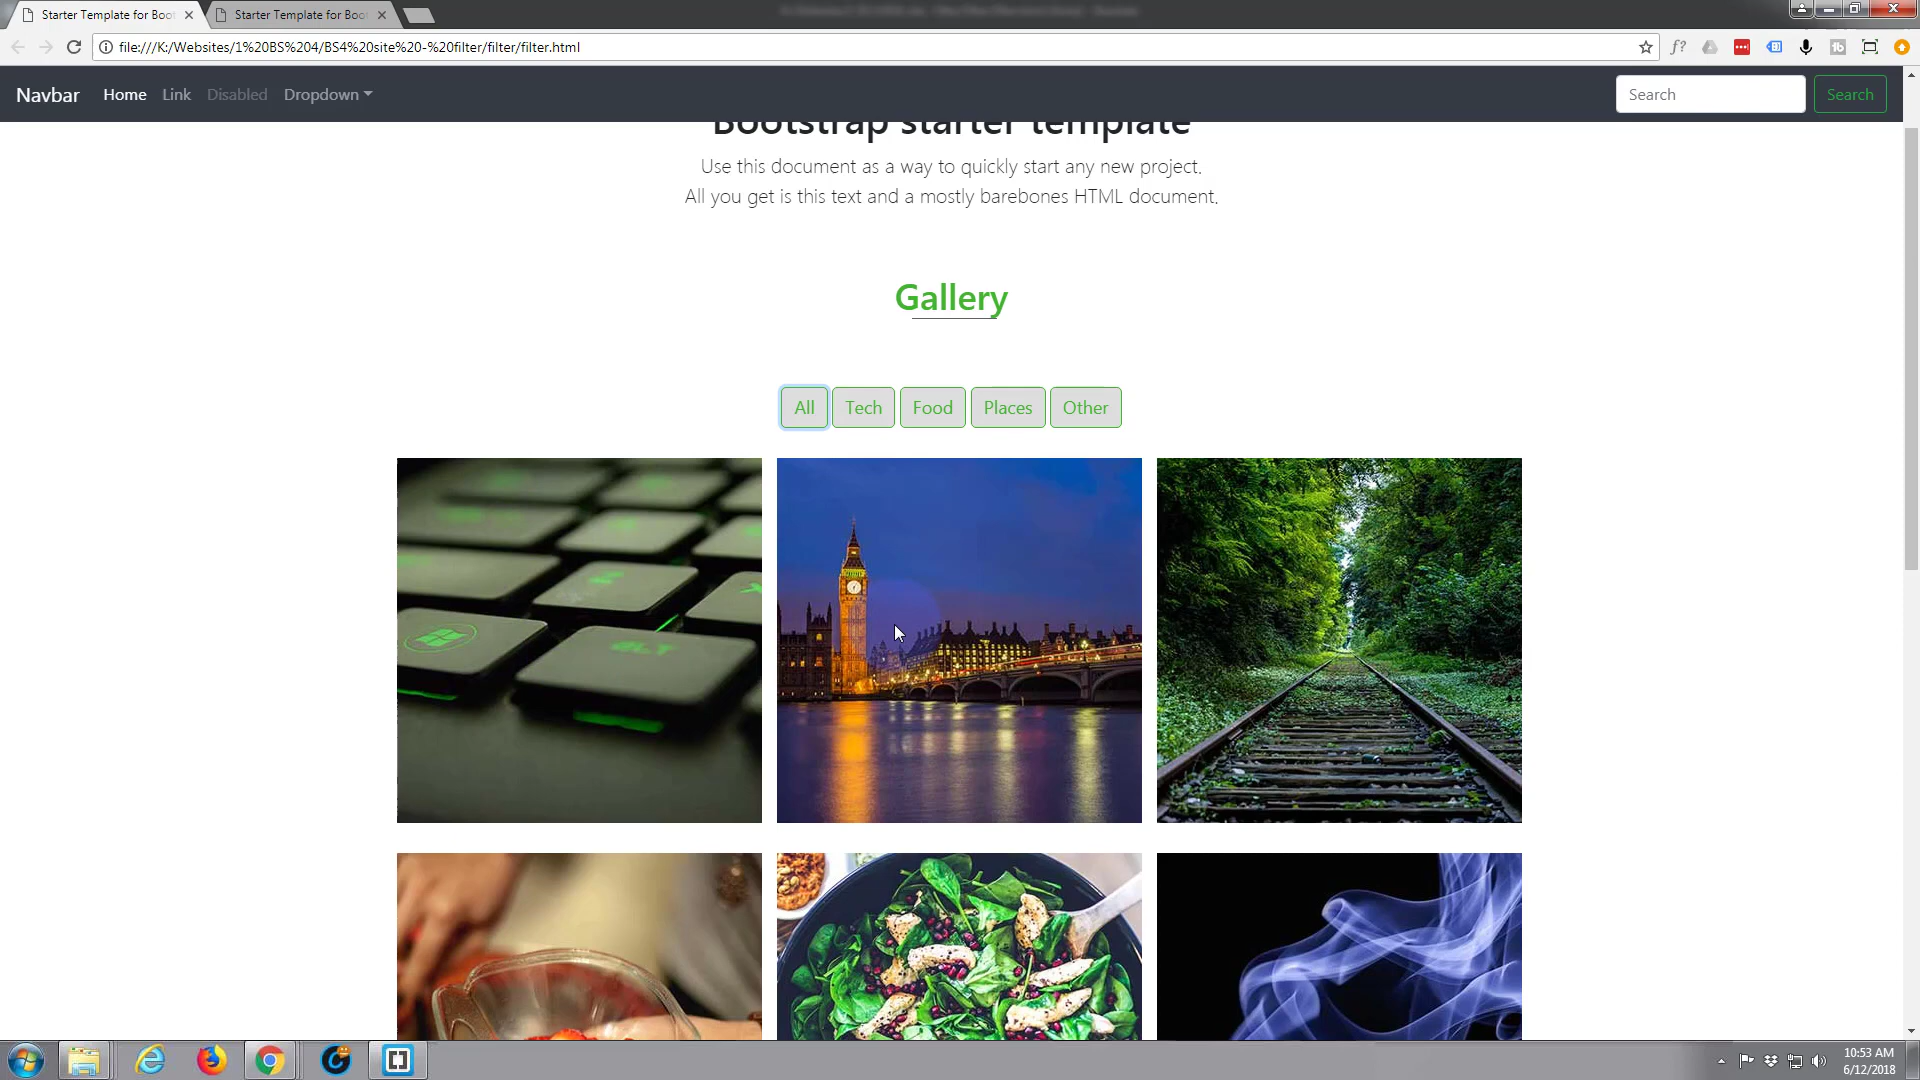 Starter Template for Boot
Starter Template for Boot
file:///K:/Websites/1%20BS%204/BS4%20site%20-%20filter/filter/filter.html
f?
Navbar
Home
Link
Disabled
Dropdown
Search
Search
Bootstrap starter template
Use this document as a way to quickly start any new project.
All you get is this text and a mostly barebones HTML document.
Gallery
All
Tech
Food
Places
Other
ALT
10:53 AM
6/12/2018